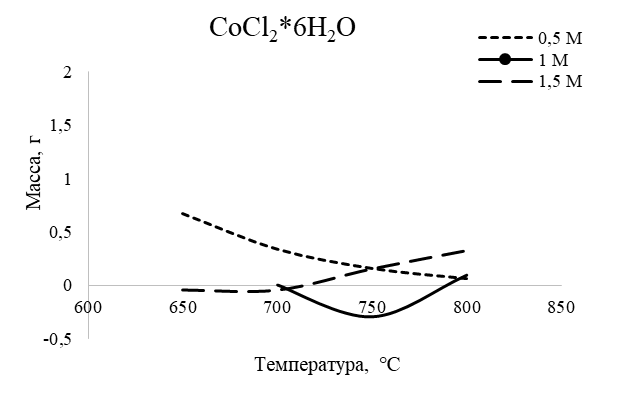 CoCl₂*6H₂O
0,5 М
1 М
1,5 М
2
1,5
1
0,5
0
-0,5
Масса, г
600 650 700 750 800 850
Температура, °С